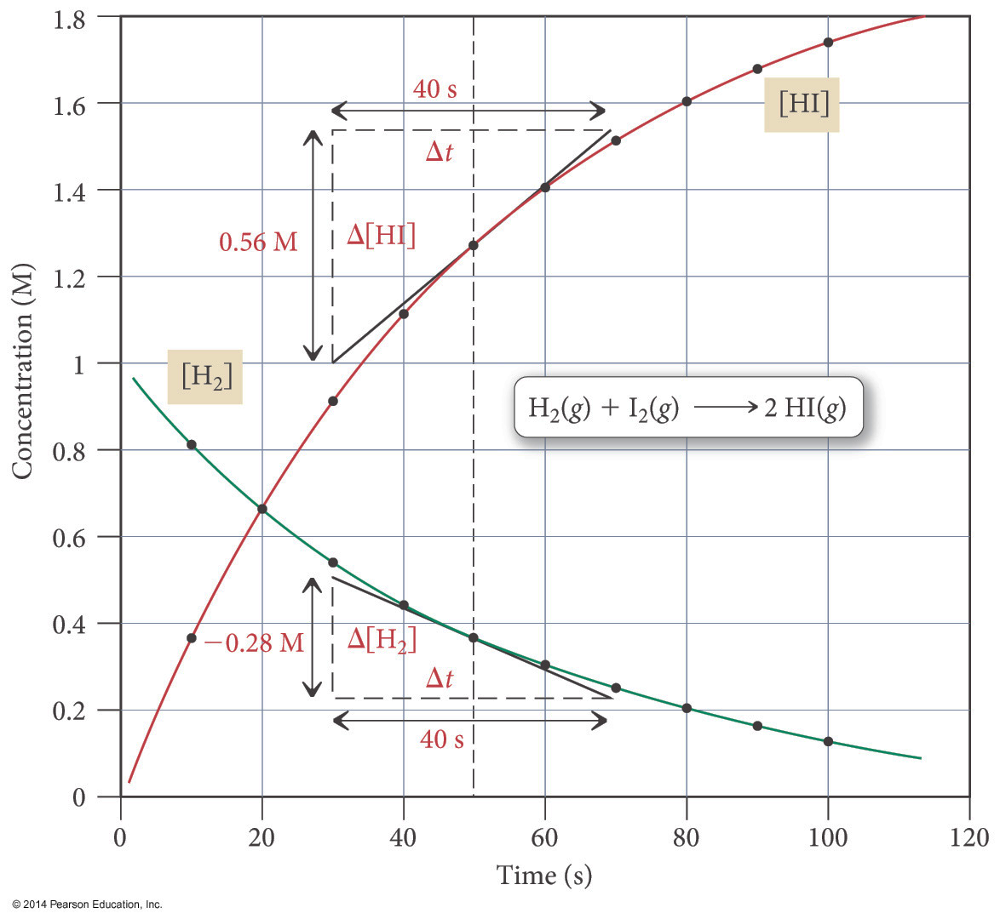 1.8
40 s
[HI]
1.6
Δt
1.4
Δ[HI]
0.56 M
1.2
Concentration (M)
1
[H₂]
H₂(g) + I₂(g) ⟶ 2 HI(g)
0.8
0.6
0.4
−0.28 M
Δ[H₂]
Δt
0.2
40 s
0
0 20 40 60 80 100 120
Time (s)
© 2014 Pearson Education, Inc.